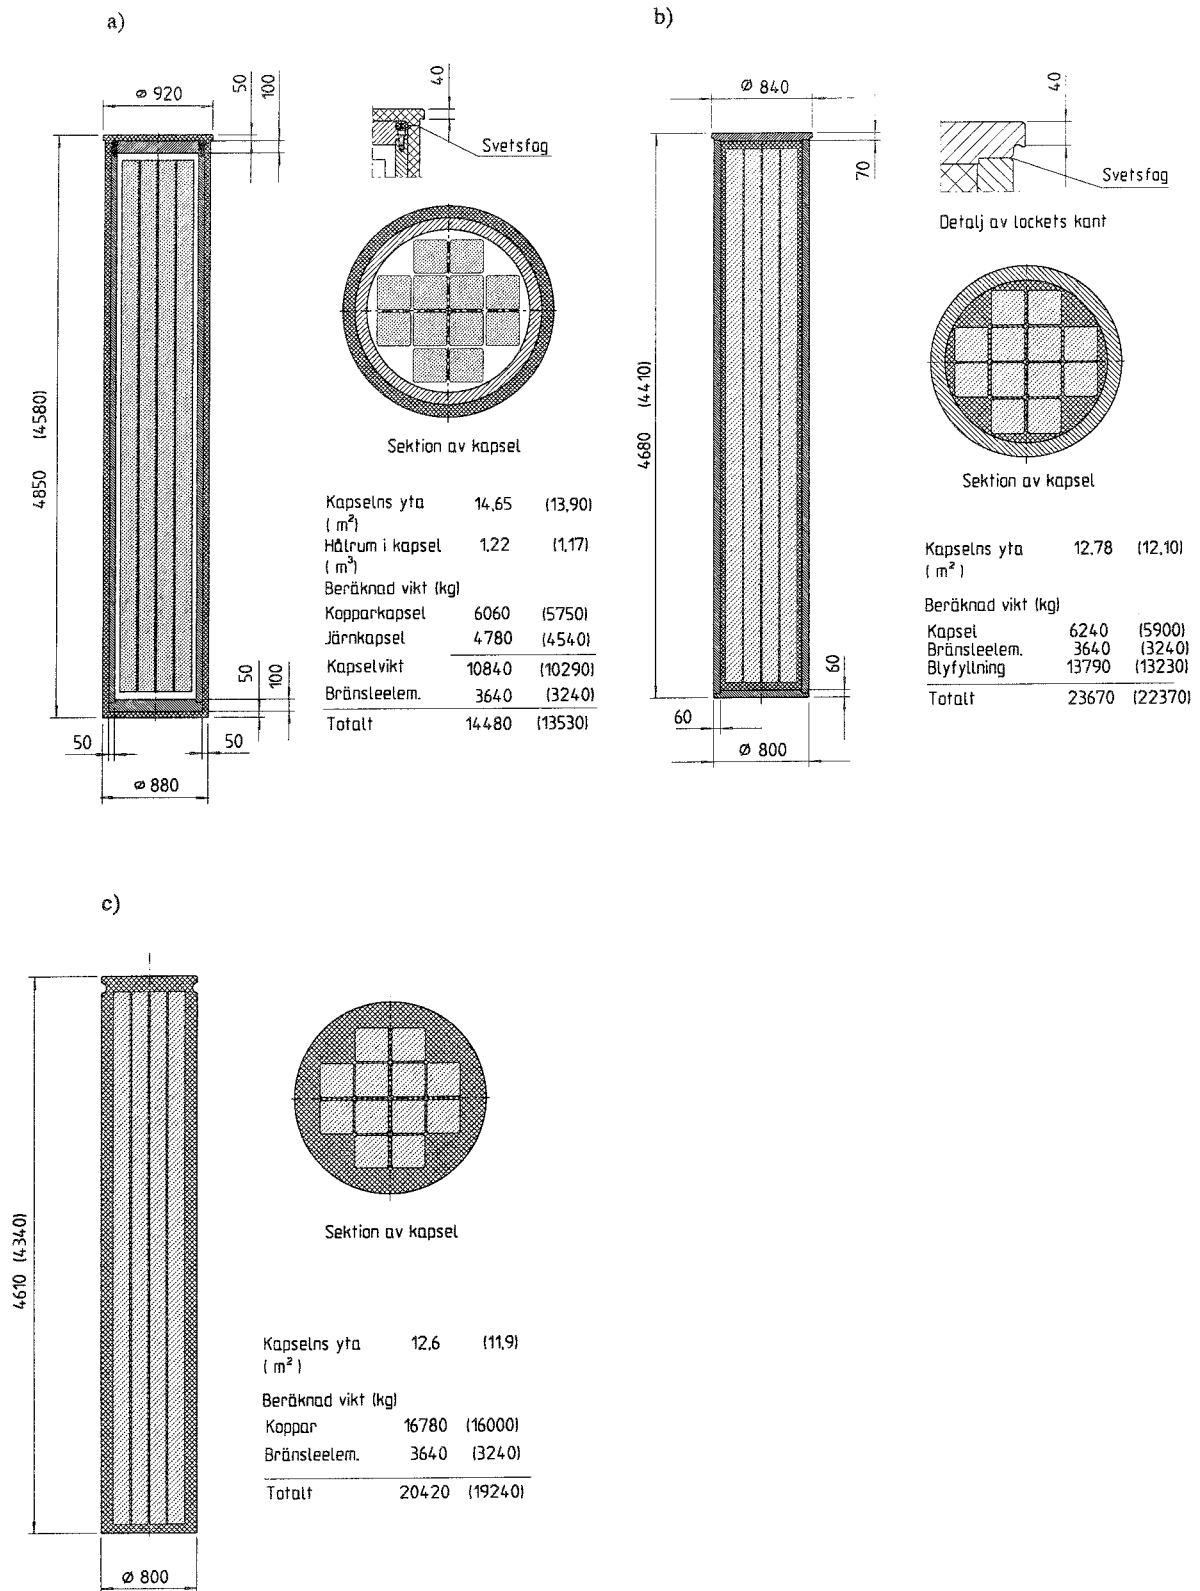 a)
ø 920
50
100
40
Svetsfog
4850 (4580)
Sektion av kapsel
Kapselns yta 14,65 (13,90)
( m²)
Hålrum i kapsel 1,22 (1,17)
( m³)
Beräknad vikt (kg)
Kopparkapsel 6060 (5750)
Järnkapsel 4780 (4540)
Kapselvikt 10840 (10290)
Bränsleelem. 3640 (3240)
Totalt 14480 (13530)
50
100
50
50
ø 880
b)
ø 840
70
40
Svetsfog
Detalj av lockets kant
4680 (4410)
Sektion av kapsel
Kapselns yta 12,78 (12,10)
( m² )
Beräknad vikt (kg)
Kapsel 6240 (5900)
Bränsleelem. 3640 (3240)
Blyfyllning 13790 (13230)
Totalt 23670 (22370)
60
60
ø 800
c)
4610 (4340)
Sektion av kapsel
Kapselns yta 12,6 (11,9)
( m² )
Beräknad vikt (kg)
Koppar 16780 (16000)
Bränsleelem. 3640 (3240)
Totalt 20420 (19240)
ø 800